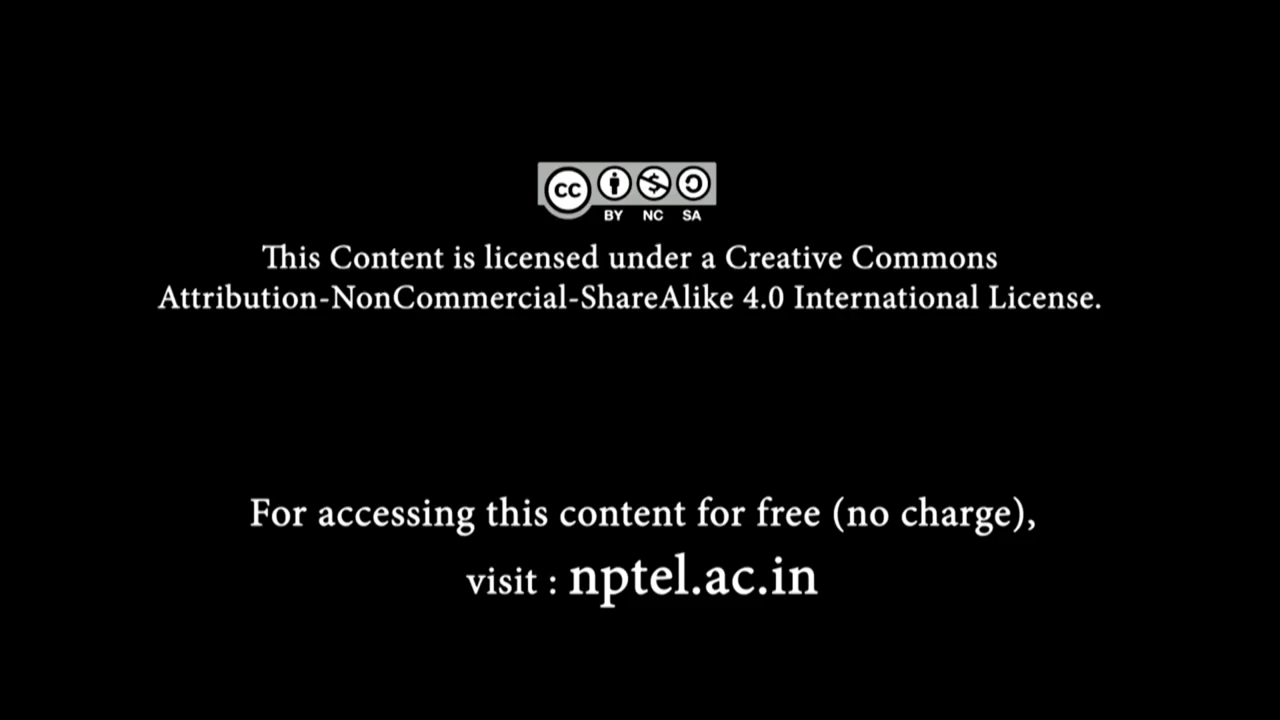 cc
BY NC SA
This Content is licensed under a Creative Commons
Attribution-NonCommercial-ShareAlike 4.0 International License.
For accessing this content for free (no charge),
visit : nptel.ac.in